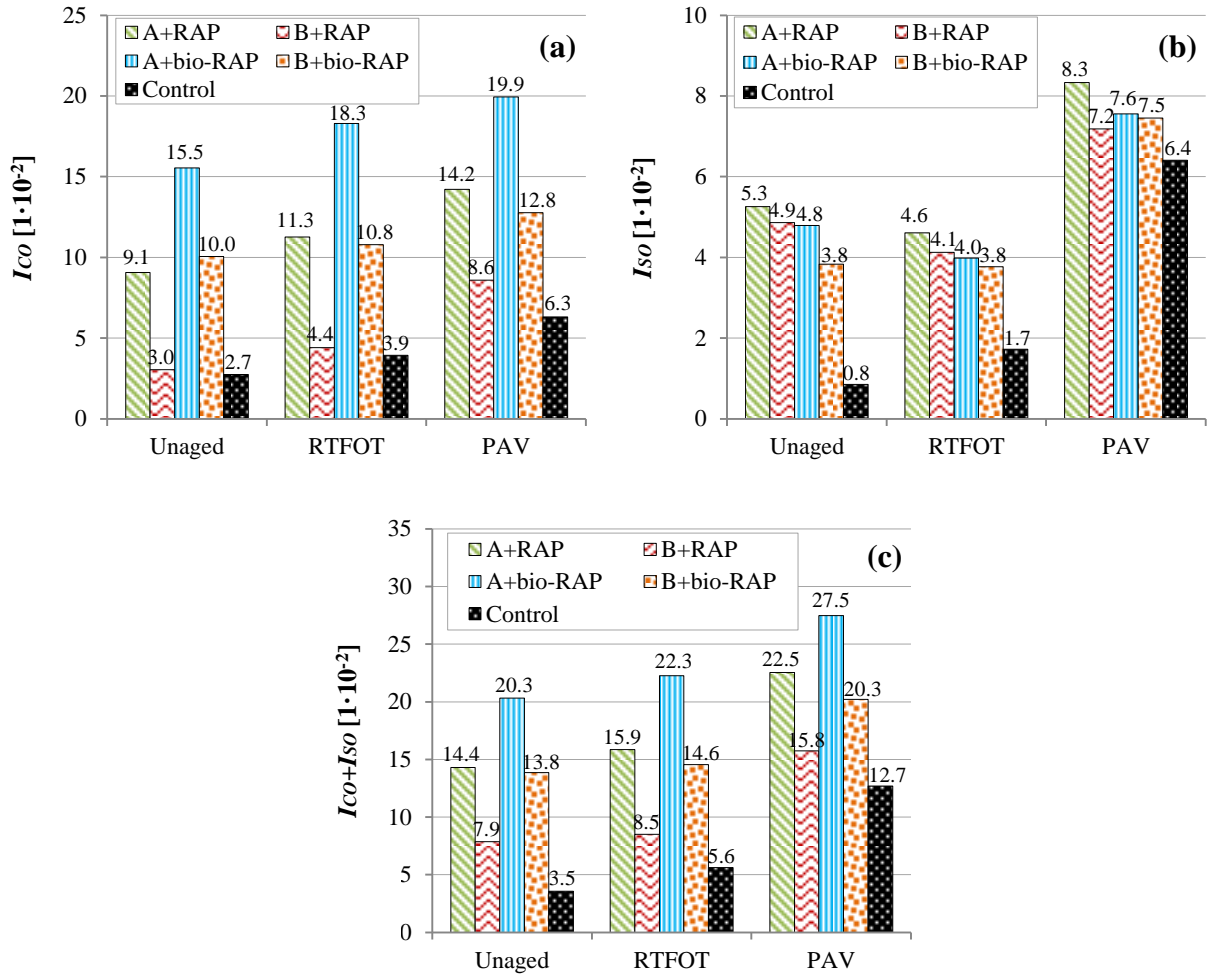 (a)
A+RAP B+RAP
A+bio-RAP B+bio-RAP
Control
Ico [1·10⁻²]
25
20
15
10
5
0
9.1 3.0 15.5 10.0 2.7
11.3 4.4 18.3 10.8 3.9
14.2 8.6 19.9 12.8 6.3
Unaged RTFOT PAV
(b)
A+RAP B+RAP
A+bio-RAP B+bio-RAP
Control
Iso [1·10⁻²]
10
8
6
4
2
0
5.3 4.9 4.8 3.8 0.8
4.6 4.1 4.0 3.8 1.7
8.3 7.2 7.6 7.5 6.4
Unaged RTFOT PAV
(c)
A+RAP B+RAP
A+bio-RAP B+bio-RAP
Control
Ico+Iso [1·10⁻²]
35
30
25
20
15
10
5
0
14.4 7.9 20.3 13.8 3.5
15.9 8.5 22.3 14.6 5.6
22.5 15.8 27.5 20.3 12.7
Unaged RTFOT PAV